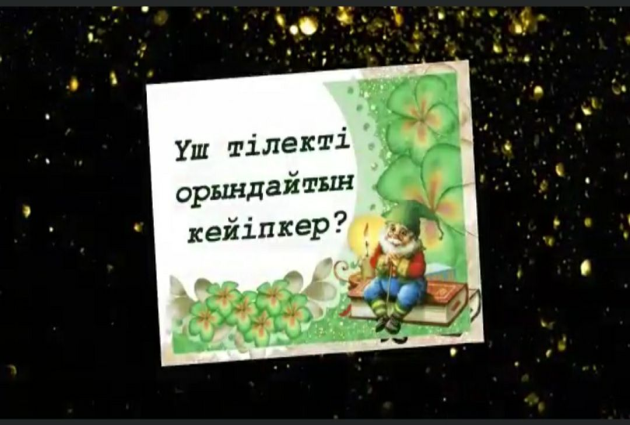 Үш тілекті
орындайтын
кейіпкер?